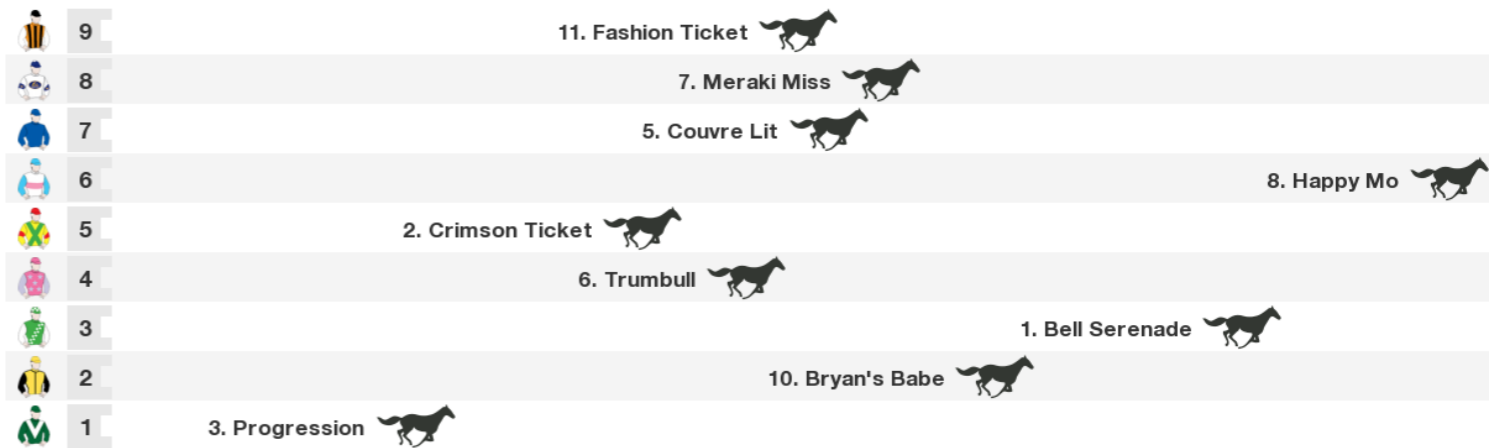 9 11. Fashion Ticket
8 7. Meraki Miss
7 5. Couvre Lit
6 8. Happy Mo
5 2. Crimson Ticket
4 6. Trumbull
3 1. Bell Serenade
2 10. Bryan's Babe
1 3. Progression